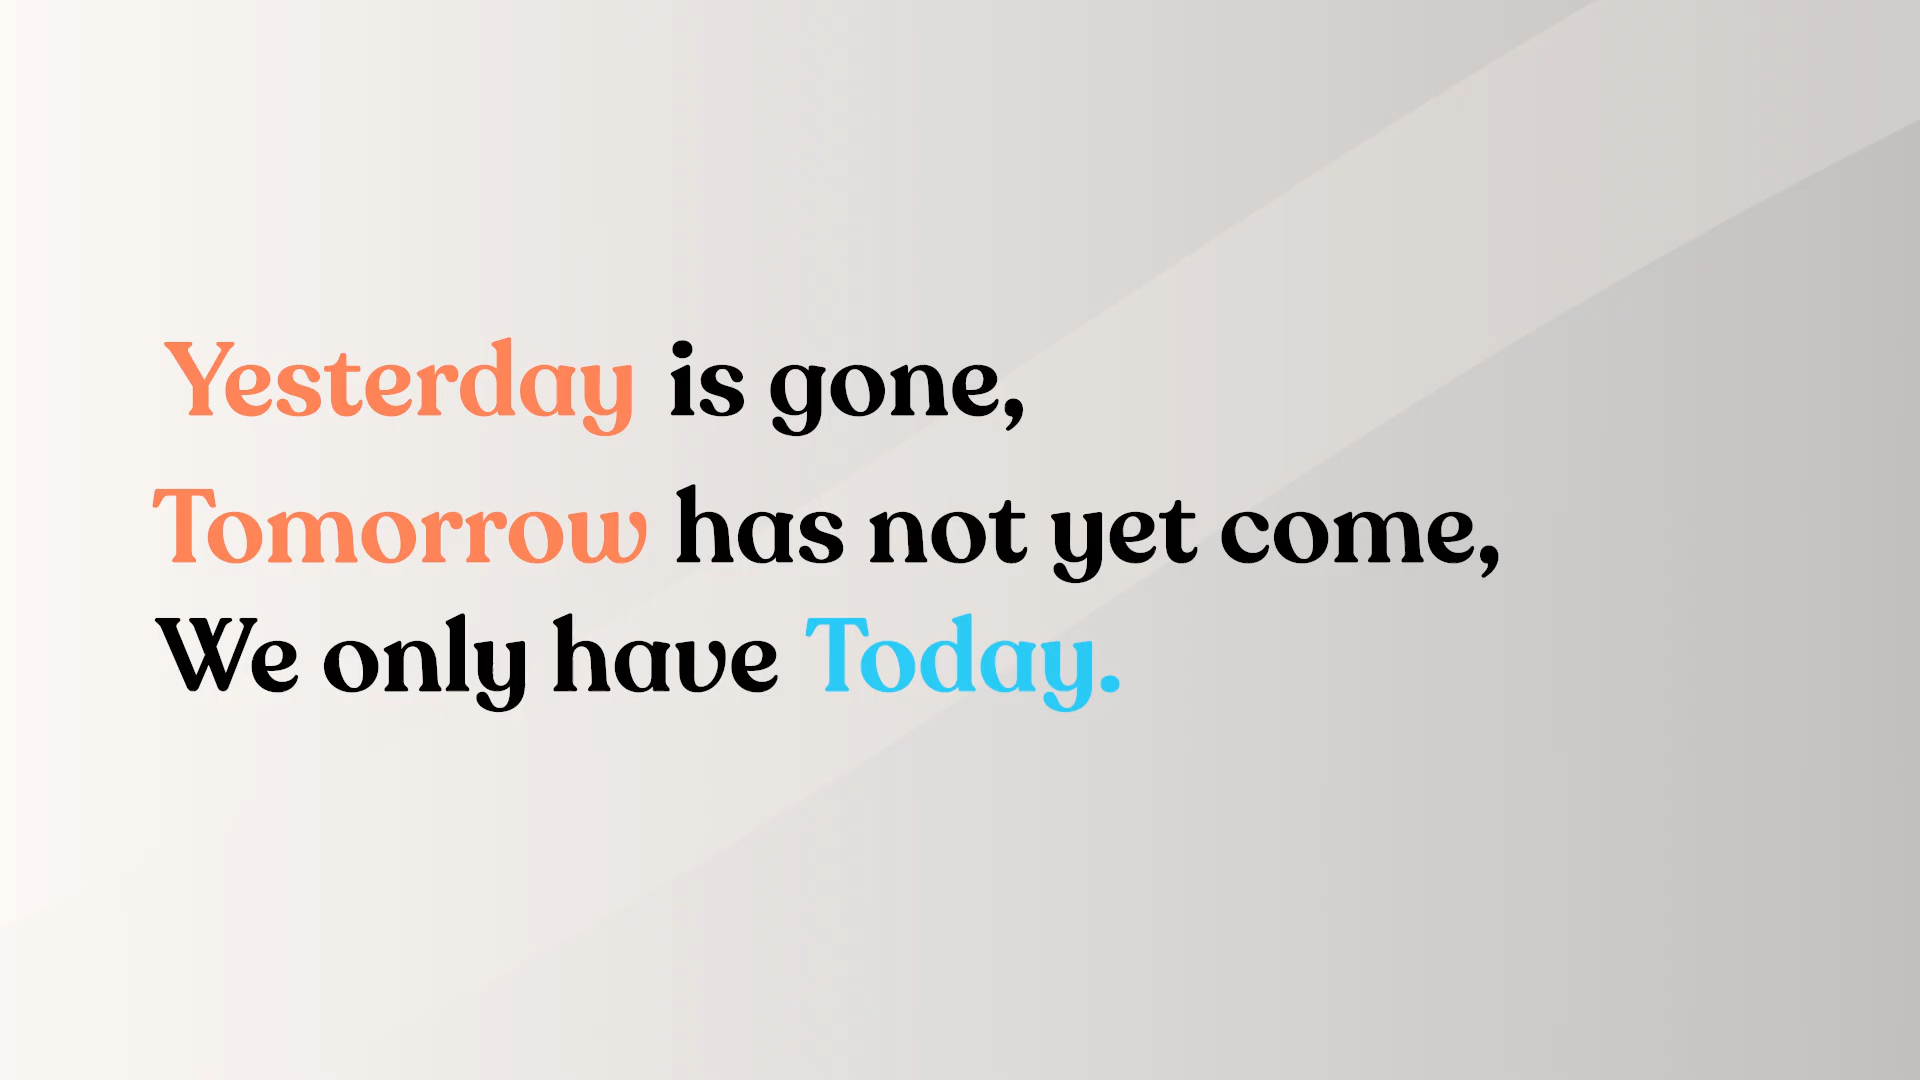 Yesterday is gone,
Tomorrow has not yet come,
We only have Today.